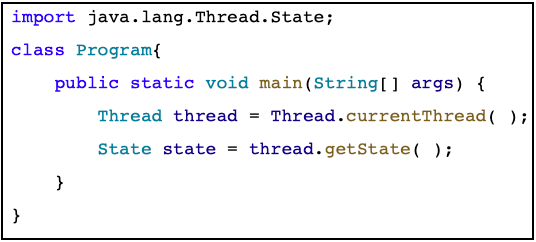 import java.lang.Thread.State;
class Program{
    public static void main(String[] args) {
        Thread thread = Thread.currentThread( );
        State state = thread.getState( );
    }
}